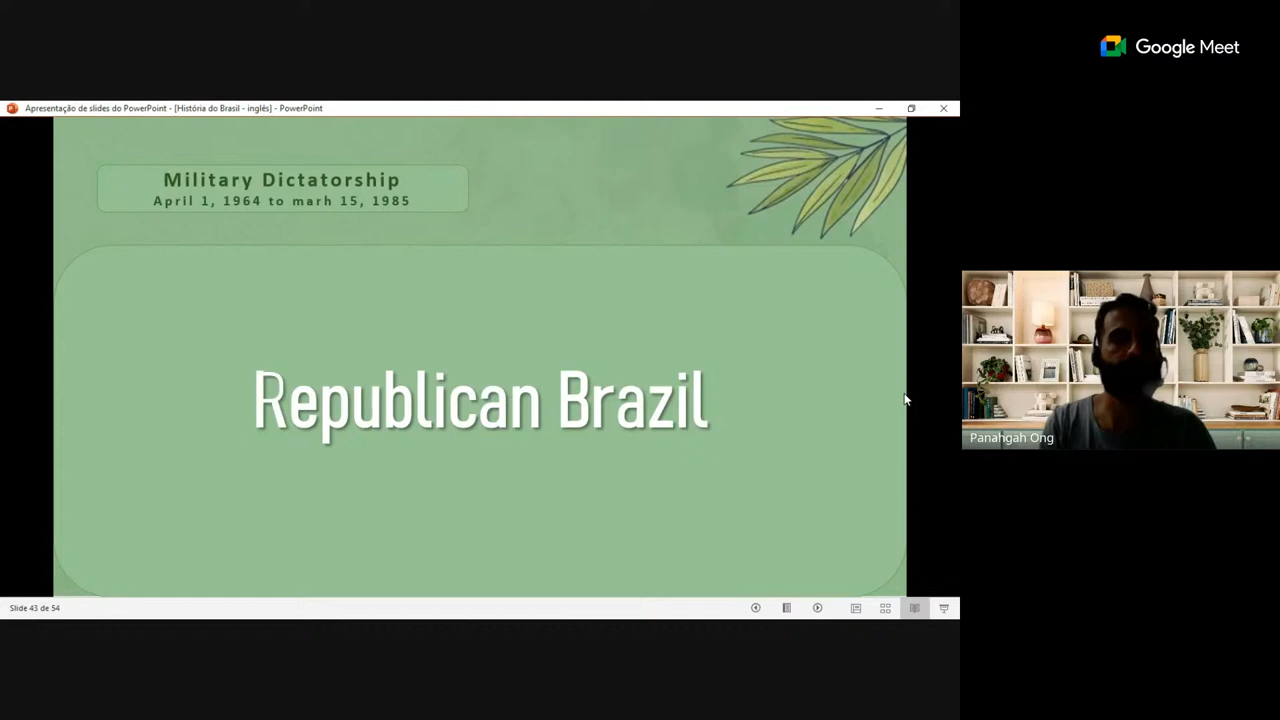 Google Meet
Apresentação de slides do PowerPoint - [História do Brasil - inglês] - PowerPoint
Military Dictatorship
April 1, 1964 to marh 15, 1985
Republican Brazil
Panahgah Ong
Slide 43 de 54